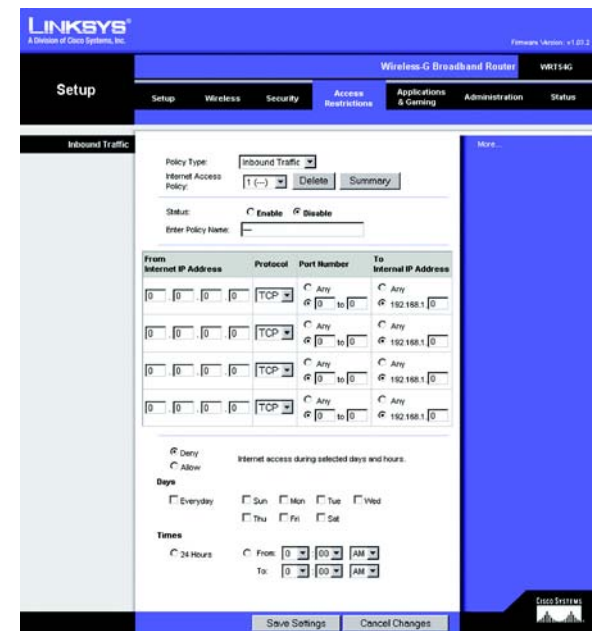 LINKSYS®
A Division of Cisco Systems, Inc.
Firmware Version: v1.03.2
Wireless-G Broadband Router WRT54G
Setup
Setup Wireless Security Access Restrictions Applications & Gaming Administration Status
Inbound Traffic
More...
Policy Type: Inbound Traffic
Internet Access Policy: 1 (---) Delete Summary
Status: Enable Disable
Enter Policy Name: ---
From Internet IP Address Protocol Port Number To Internal IP Address
Any Any
0 . 0 . 0 . 0 TCP 0 to 0 192.168.1. 0
Any Any
0 . 0 . 0 . 0 TCP 0 to 0 192.168.1. 0
Any Any
0 . 0 . 0 . 0 TCP 0 to 0 192.168.1. 0
Any Any
0 . 0 . 0 . 0 TCP 0 to 0 192.168.1. 0
Deny
Internet access during selected days and hours.
Allow
Days
Everyday Sun Mon Tue Wed
Thu Fri Sat
Times
24 Hours From: 0 : 00 AM
To: 0 : 00 AM
Save Settings Cancel Changes
CISCO SYSTEMS